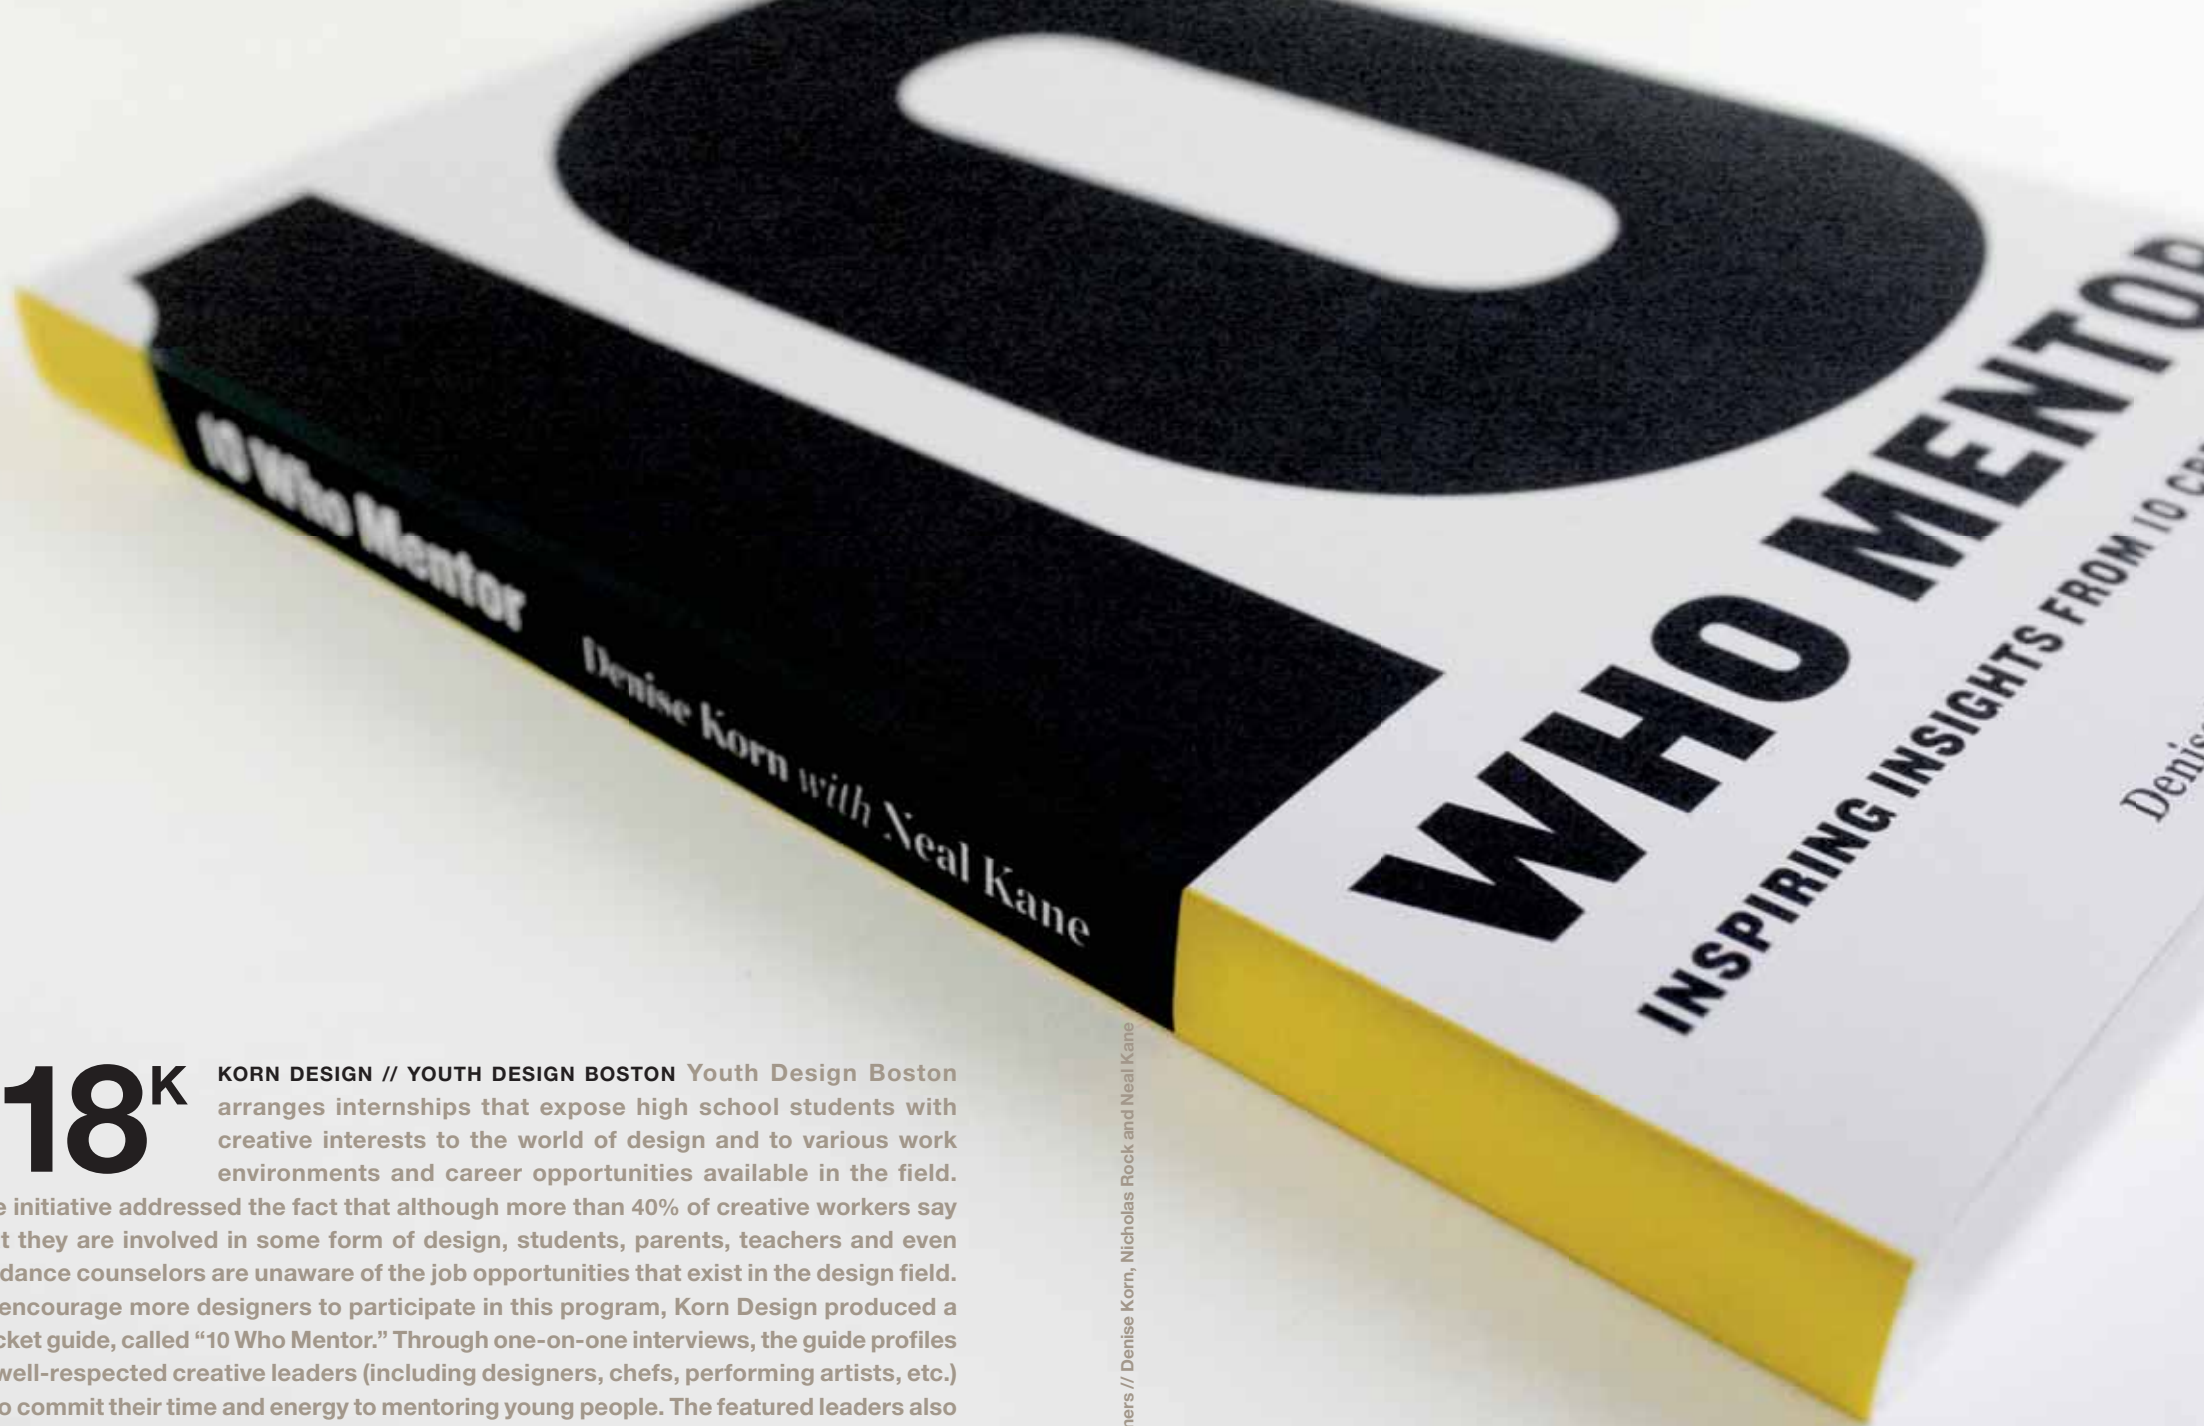 10
WHO MENTOR
INSPIRING INSIGHTS FROM 10
10 Who Mentor
Denise Korn with Neal Kane
18K
KORN DESIGN // YOUTH DESIGN BOSTON Youth Design Boston
arranges internships that expose high school students with
creative interests to the world of design and to various work
environments and career opportunities available in the field.
initiative addressed the fact that although more than 40% of creative workers say
they are involved in some form of design, students, parents, teachers and even
counselors are unaware of the job opportunities that exist in the design field.
encourage more designers to participate in this program, Korn Design produced a
guide, called “10 Who Mentor.” Through one-on-one interviews, the guide profiles
well-respected creative leaders (including designers, chefs, performing artists, etc.)
commit their time and energy to mentoring young people. The featured leaders also
// Denise Korn, Nicholas Rock and Neal Kane